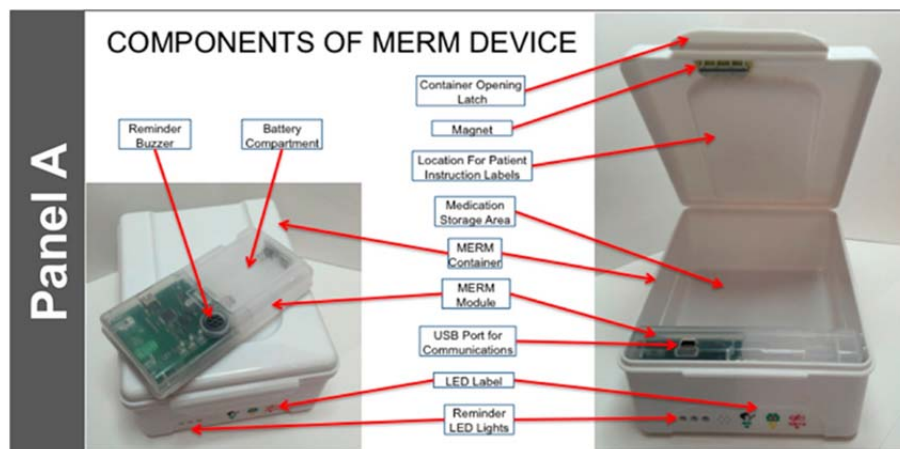 Panel A
COMPONENTS OF MERM DEVICE
Reminder
Buzzer
Battery
Compartment
Container Opening
Latch
Magnet
Location For Patient
Instruction Labels
Medication
Storage Area
MERM
Container
MERM
Module
USB Port for
Communications
LED Label
Reminder
LED Lights